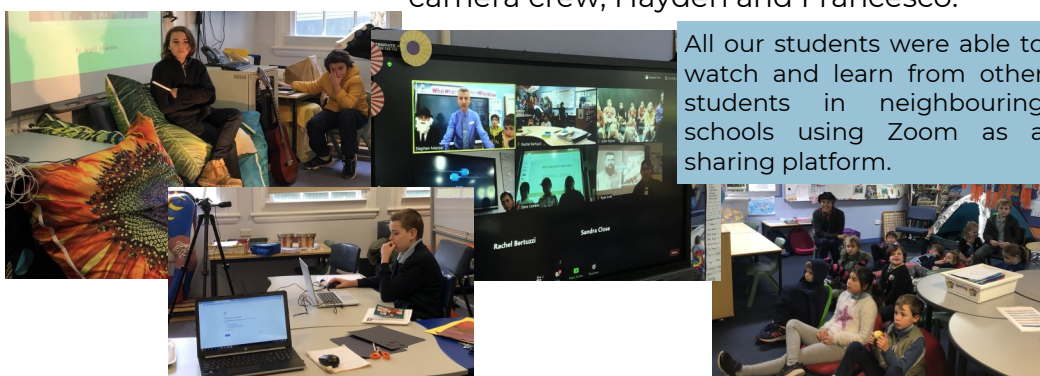 camera crew, Hayden and Francesco.
All our students were able to
watch and learn from other
students in neighbouring
schools using Zoom as a
sharing platform.
Rachel Bertuzzi
Sandra Close